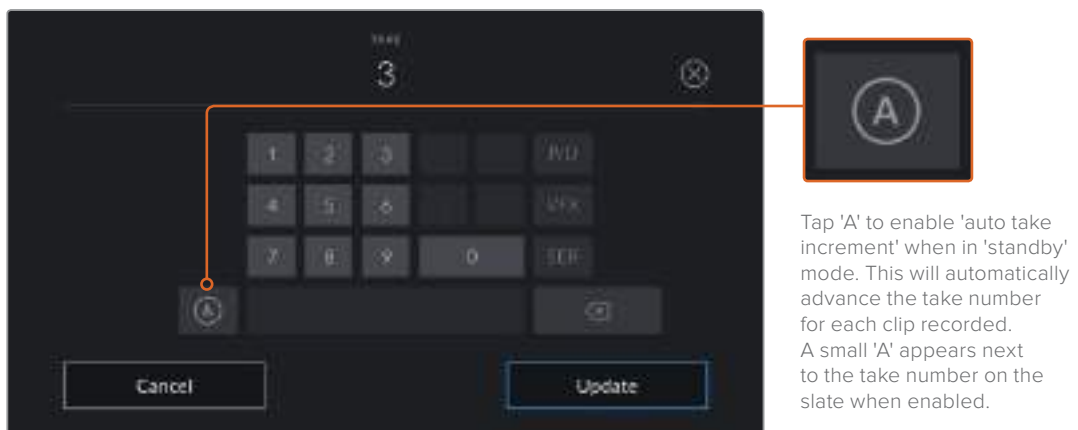 TAKE
3
1 2 3 PU
4 5 6 VFX
7 8 9 0 SER
A
Cancel Update
A
Tap 'A' to enable 'auto take
increment' when in 'standby'
mode. This will automatically
advance the take number
for each clip recorded.
A small 'A' appears next
to the take number on the
slate when enabled.